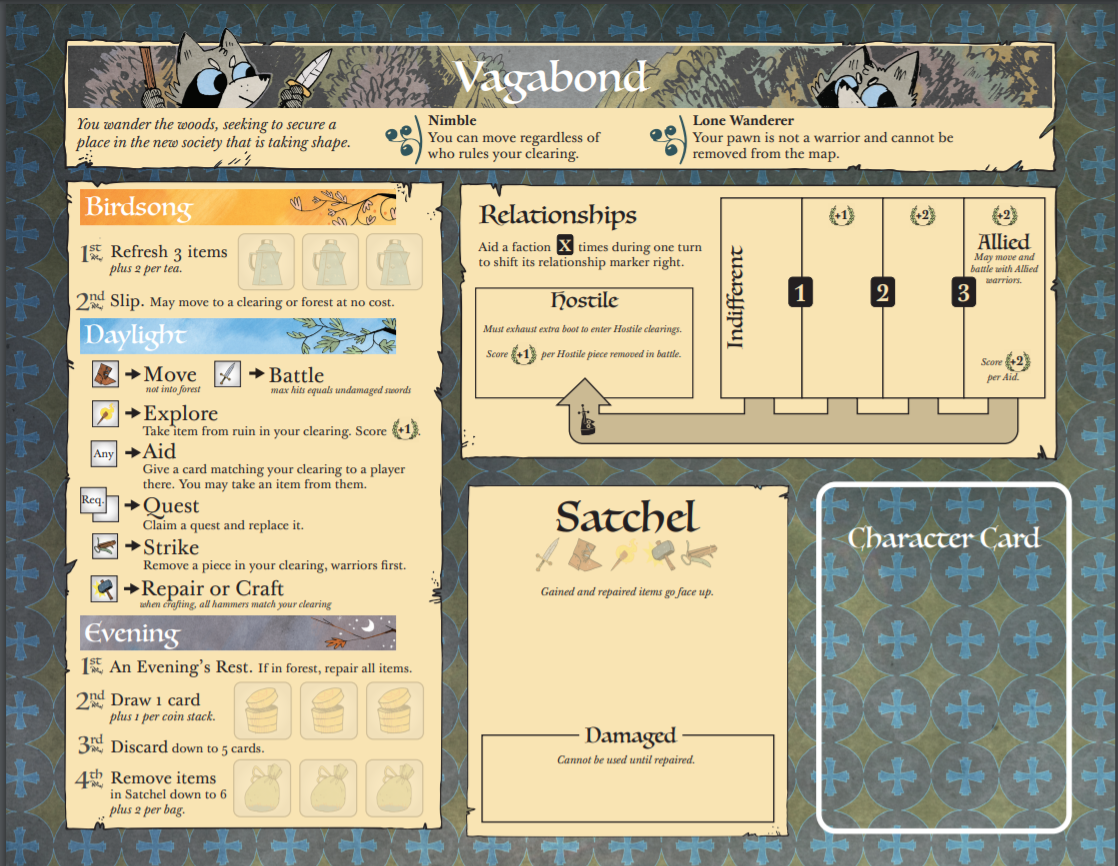 Vagabond
You wander the woods, seeking to secure a
place in the new society that is taking shape.
Nimble
You can move regardless of
who rules your clearing.
Lone Wanderer
Your pawn is not a warrior and cannot be
removed from the map.
Birdsong
1st Refresh 3 items
plus 2 per tea.
2nd Slip. May move to a clearing or forest at no cost.
Daylight
Move
not into forest
Battle
max hits equals undamaged swords
Explore
Take item from ruin in your clearing. Score +1.
Any Aid
Give a card matching your clearing to a player
there. You may take an item from them.
Req. Quest
Claim a quest and replace it.
Strike
Remove a piece in your clearing, warriors first.
Repair or Craft
when crafting, all hammers match your clearing
Evening
1st An Evening's Rest. If in forest, repair all items.
2nd Draw 1 card
plus 1 per coin stack.
3rd Discard down to 5 cards.
4th Remove items
in Satchel down to 6
plus 2 per bag.
Relationships
Aid a faction X times during one turn
to shift its relationship marker right.
Hostile
Must exhaust extra boot to enter Hostile clearings.
Score +1 per Hostile piece removed in battle.
Indifferent
1
+1
2
+2
3
+2
Allied
May move and
battle with Allied
warriors.
Score +2
per Aid.
Satchel
Gained and repaired items go face up.
Damaged
Cannot be used until repaired.
Character Card